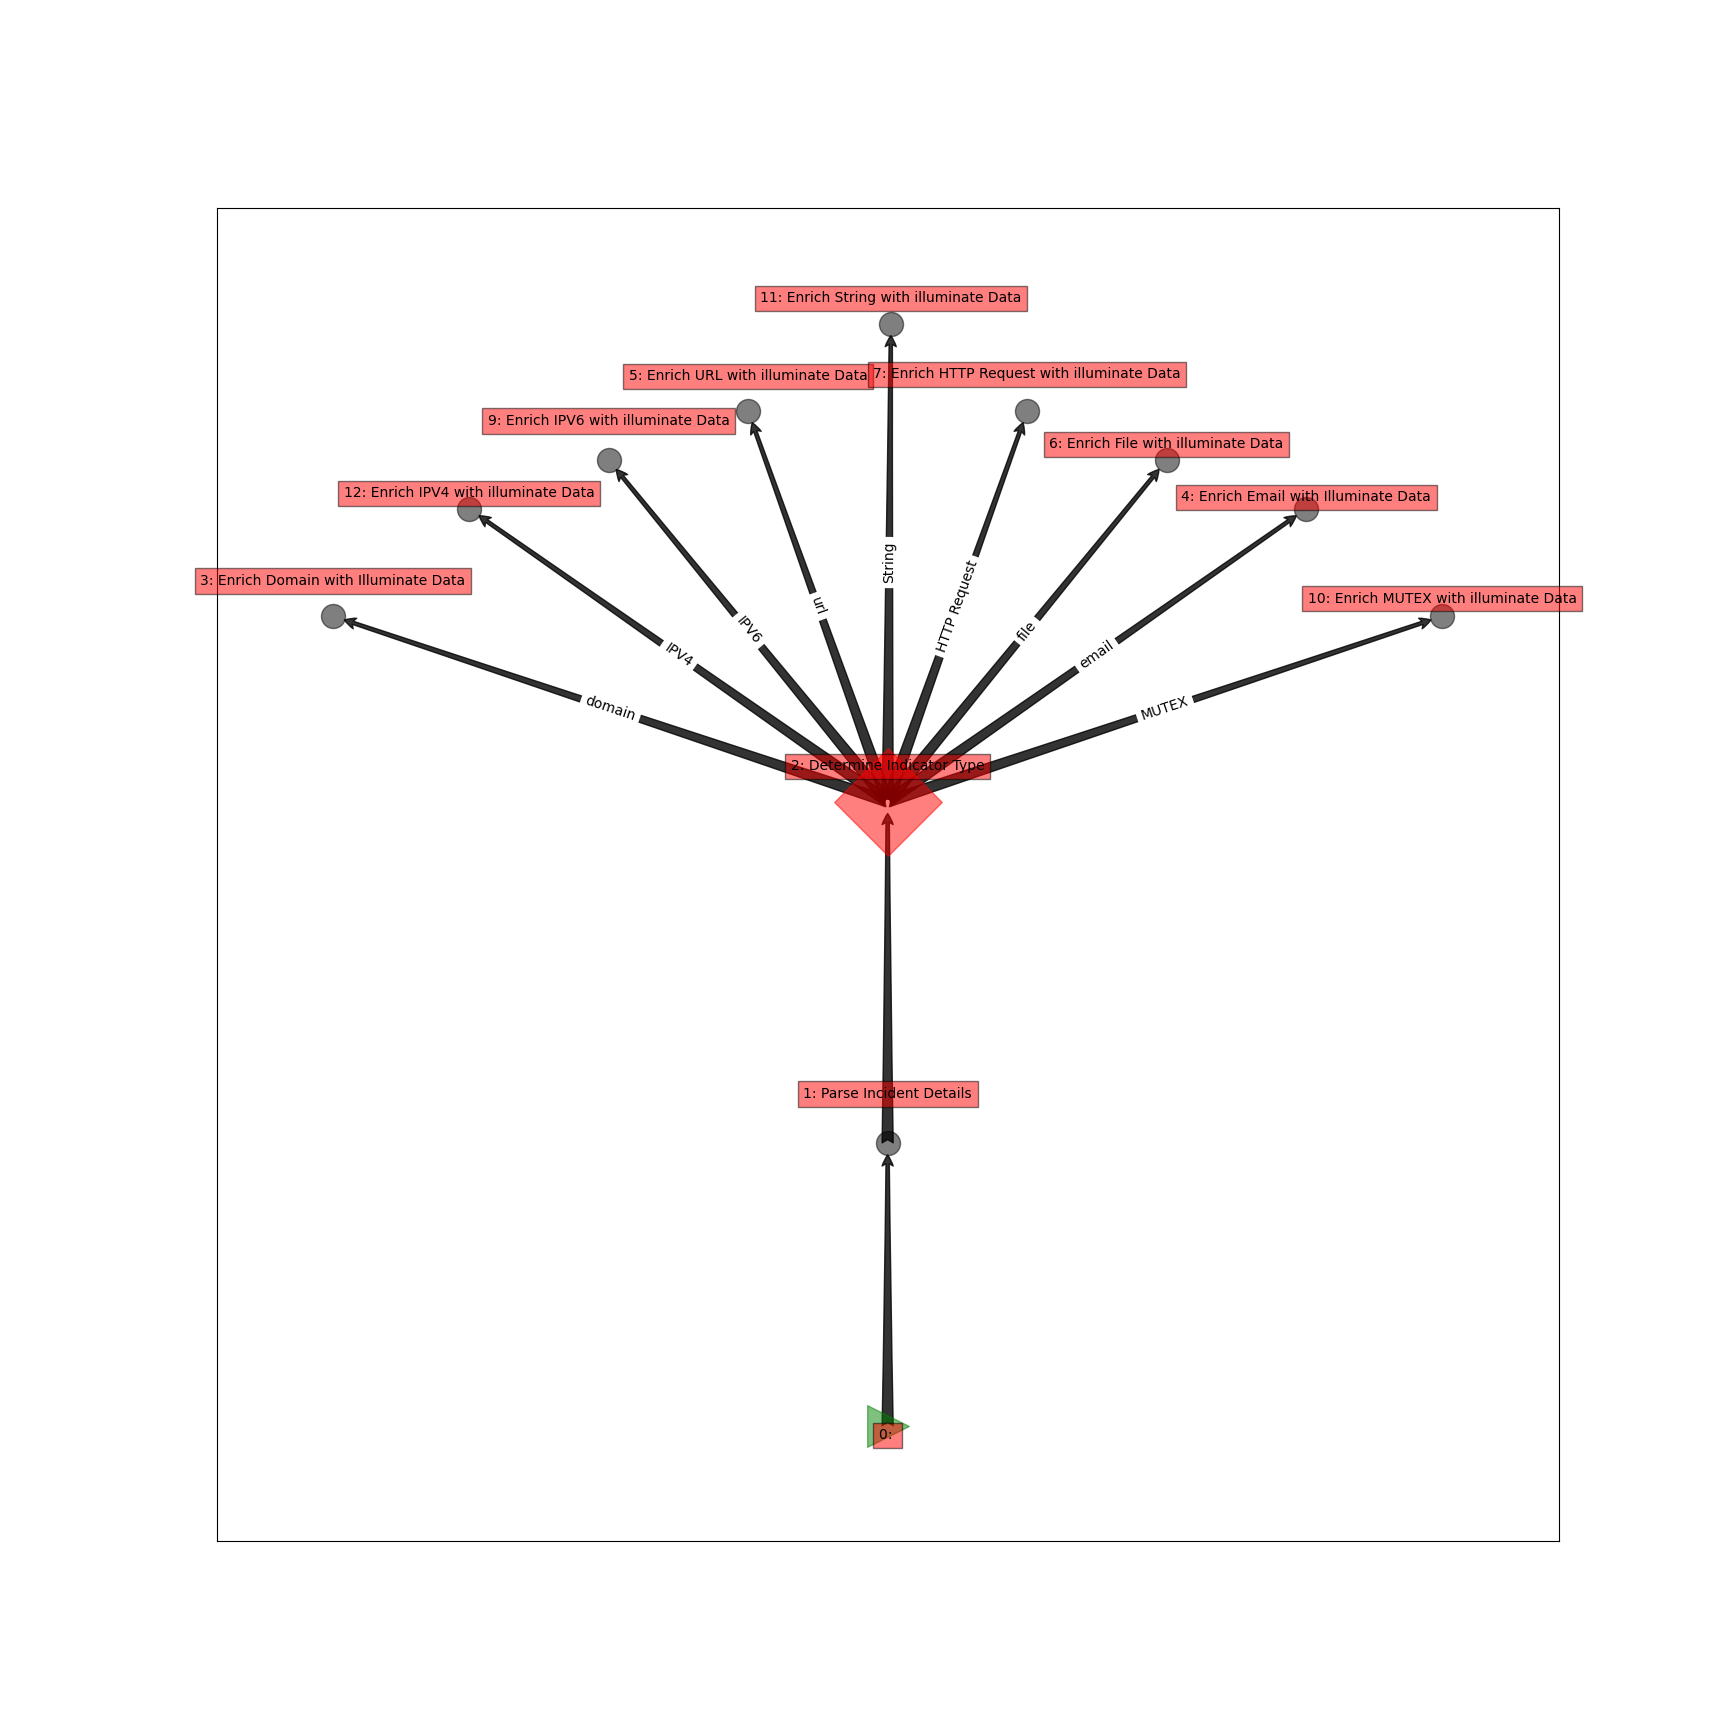 11: Enrich String with illuminate Data
5: Enrich URL with illuminate Data
7: Enrich HTTP Request with illuminate Data
9: Enrich IPV6 with illuminate Data
6: Enrich File with illuminate Data
12: Enrich IPV4 with illuminate Data
4: Enrich Email with Illuminate Data
3: Enrich Domain with Illuminate Data
10: Enrich MUTEX with illuminate Data
String
url
HTTP Request
IPV6
file
IPV4
email
domain
MUTEX
2: Determine Indicator Type
1: Parse Incident Details
0: